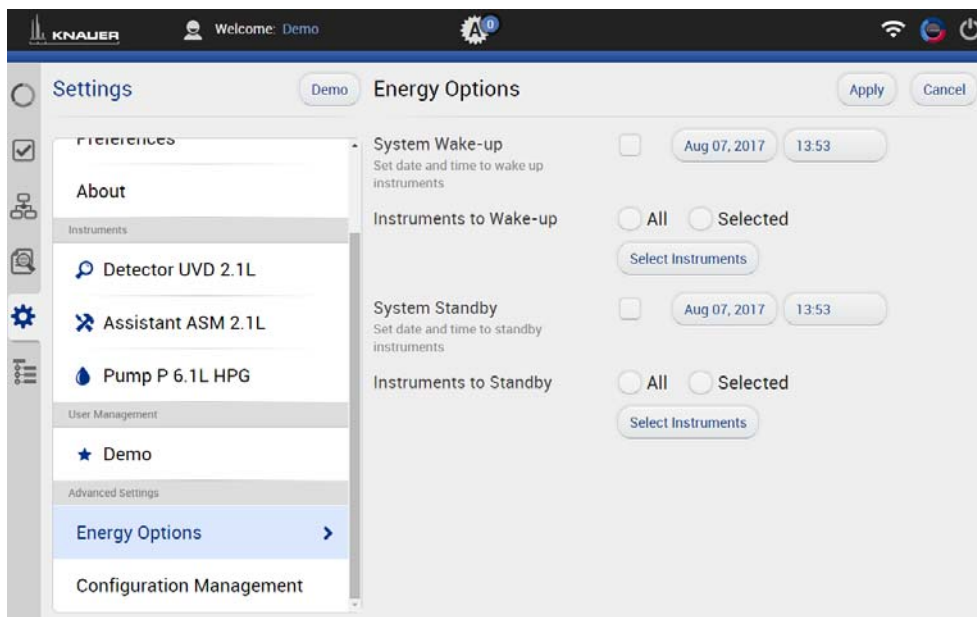 KNAUER
Welcome: Demo
A 0
Settings
Demo
Preferences
About
Instruments
Detector UVD 2.1L
Assistant ASM 2.1L
Pump P 6.1L HPG
User Management
Demo
Advanced Settings
Energy Options
Configuration Management
Energy Options
Apply
Cancel
System Wake-up
Set date and time to wake up
instruments
Aug 07, 2017
13:53
Instruments to Wake-up
All
Selected
Select Instruments
System Standby
Set date and time to standby
instruments
Aug 07, 2017
13:53
Instruments to Standby
All
Selected
Select Instruments